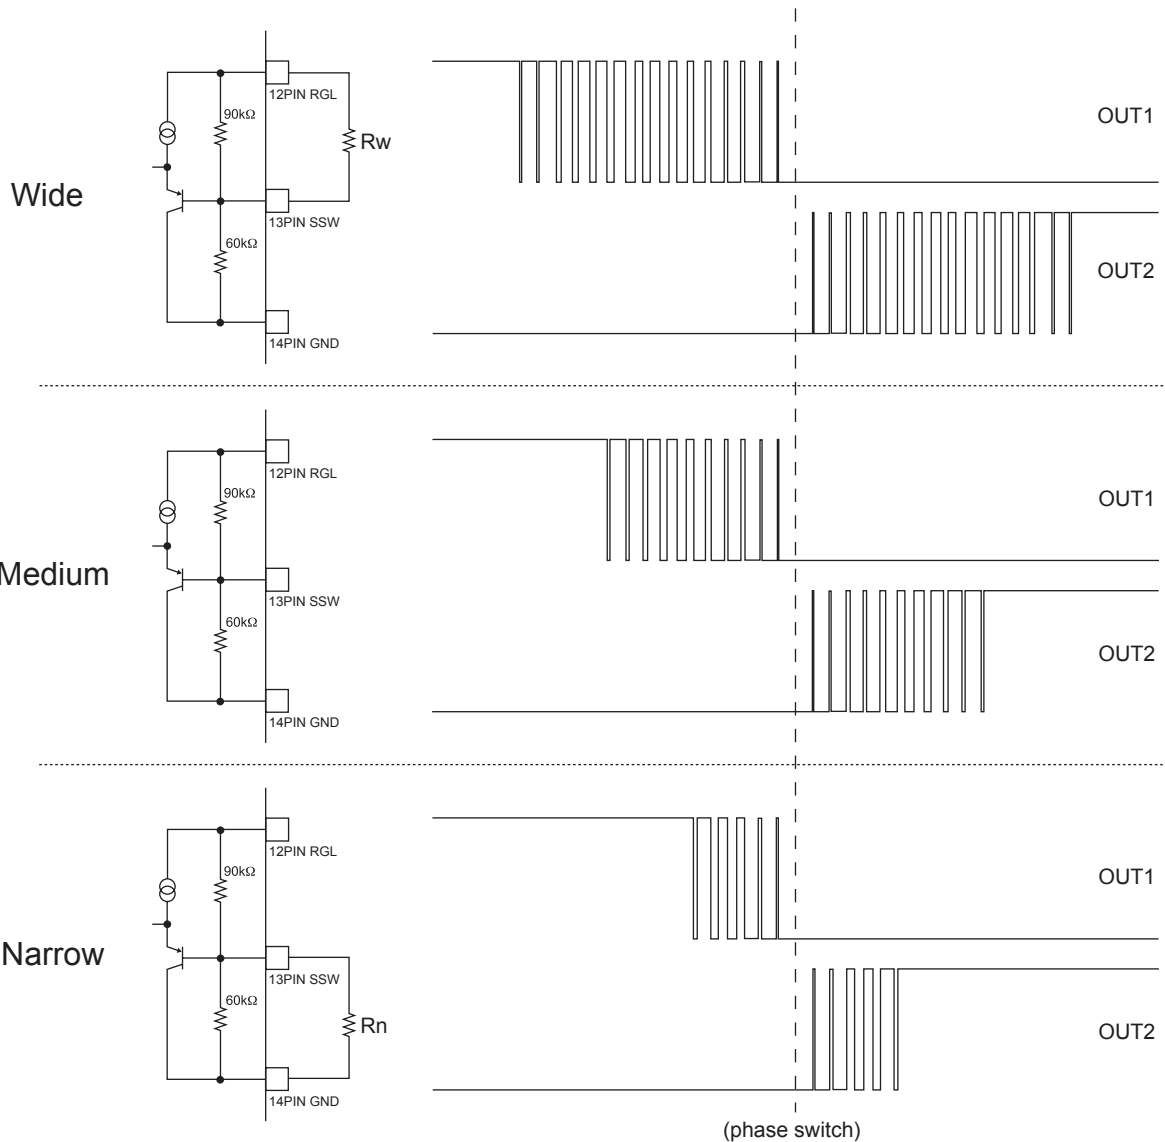 12PIN RGL
OUT1
90kΩ
Rw
Wide
13PIN SSW
60kΩ
OUT2
14PIN GND
12PIN RGL
90kΩ
OUT1
Medium
13PIN SSW
60kΩ
OUT2
14PIN GND
12PIN RGL
90kΩ
OUT1
Narrow
13PIN SSW
60kΩ
Rn
OUT2
14PIN GND
(phase switch)